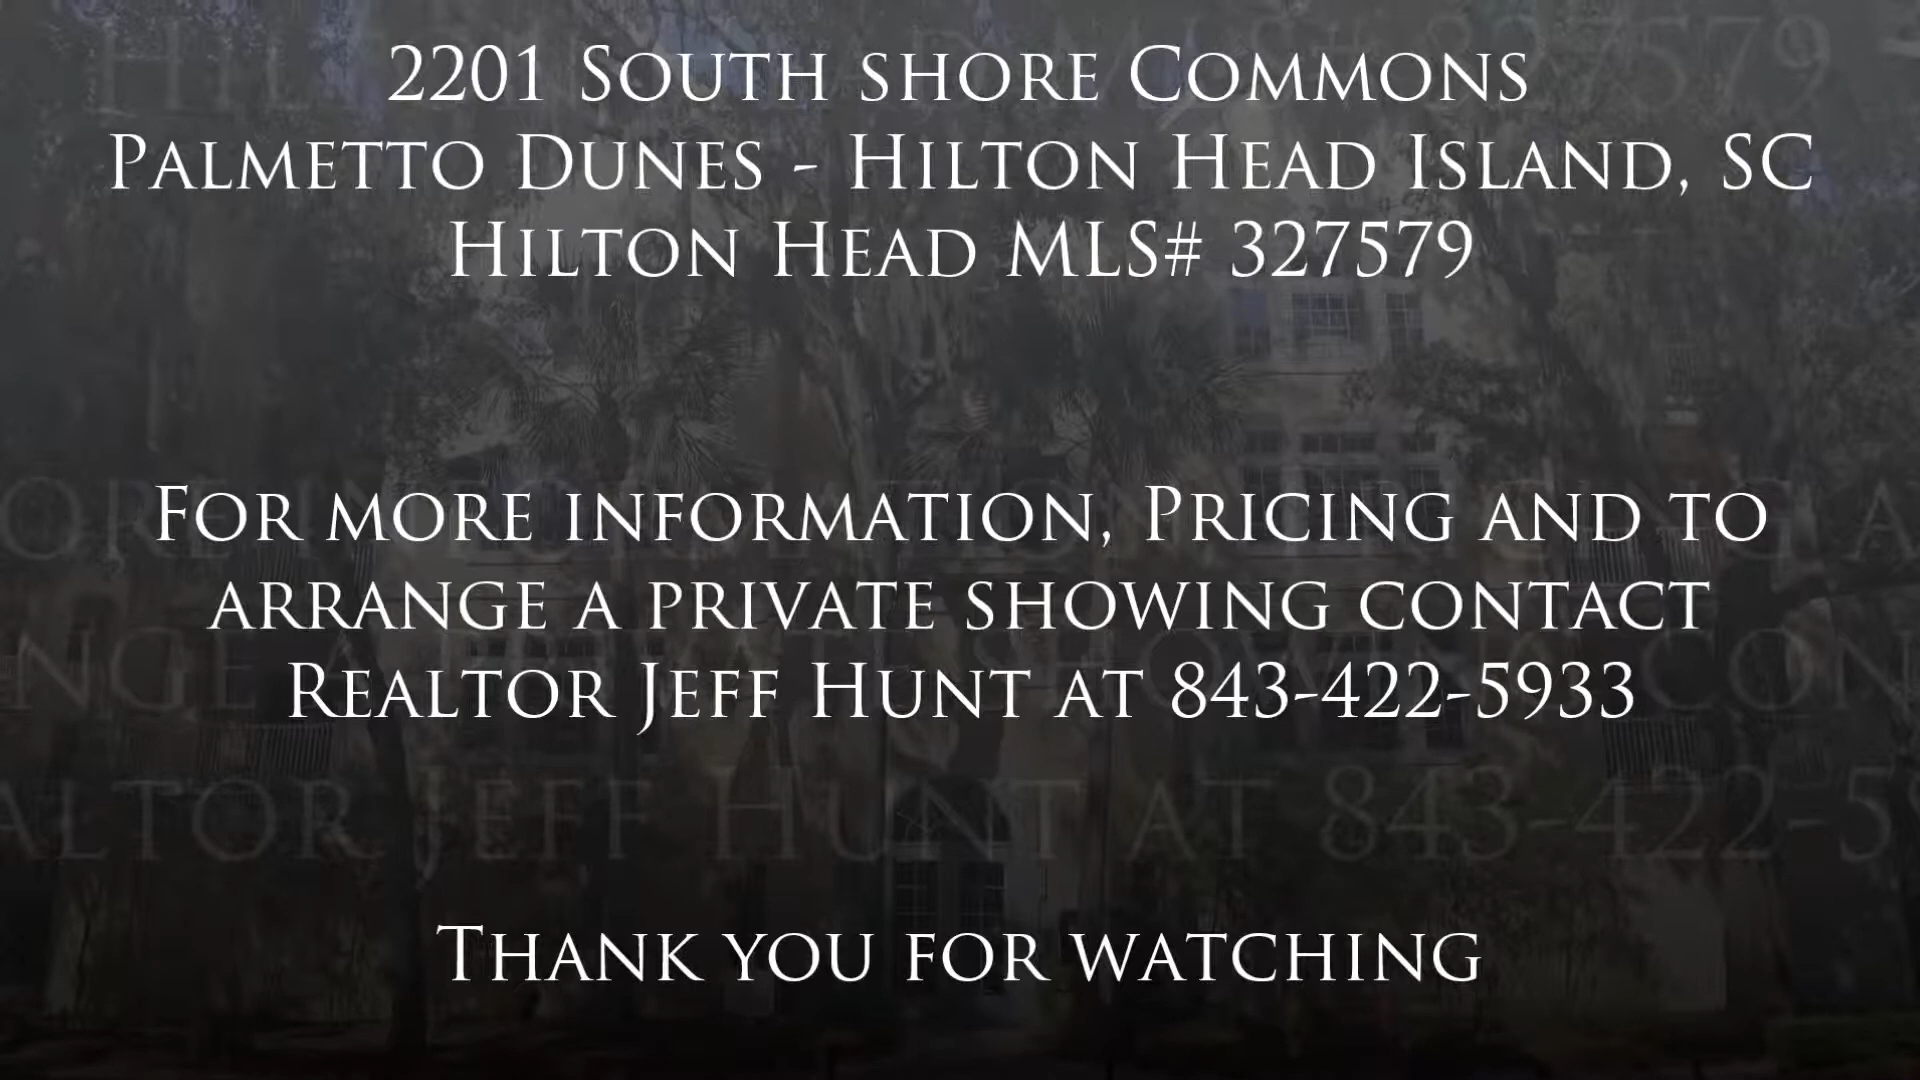 2201 South shore Commons
Palmetto Dunes - Hilton Head Island, SC
Hilton Head MLS# 327579
For more information, Pricing and to
arrange a private showing contact
Realtor Jeff Hunt at 843-422-5933
Thank you for watching